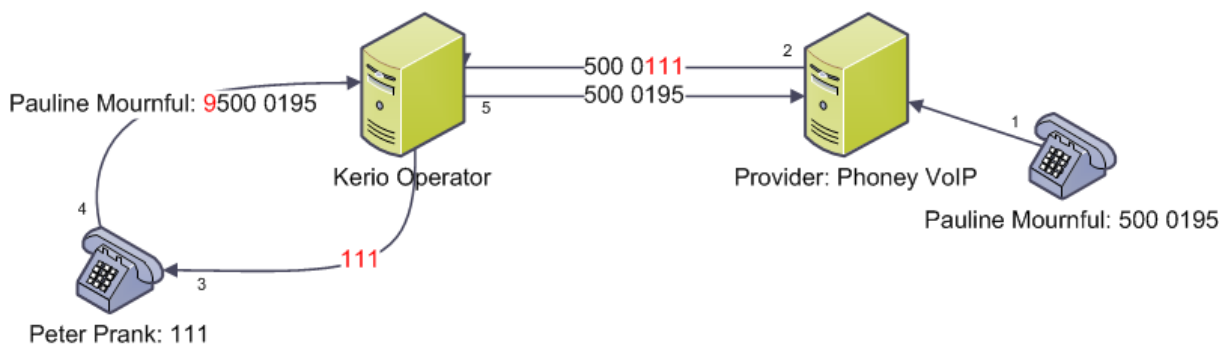 2
500 0111
1
Pauline Mournful: 9500 0195
500 0195
5
Kerio Operator
Provider: Phoney VoIP
4
Pauline Mournful: 500 0195
111
3
Peter Prank: 111